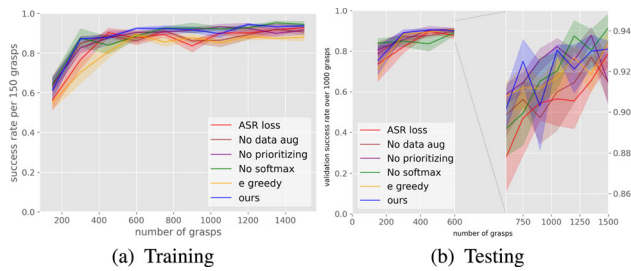 success rate per 150 grasps
1.0
0.8
0.6
0.4
0.2
0.0
200 400 600 800 1000 1200 1400
number of grasps
ASR loss
No data aug
No prioritizing
No softmax
e greedy
ours
(a) Training
validation success rate over 1000 grasps
1.0
0.8
0.6
0.4
0.2
0.0
0 200 400 600
750 1000 1250 1500
0.94
0.92
0.90
0.88
0.86
number of grasps
ASR loss
No data aug
No prioritizing
No softmax
e greedy
ours
(b) Testing